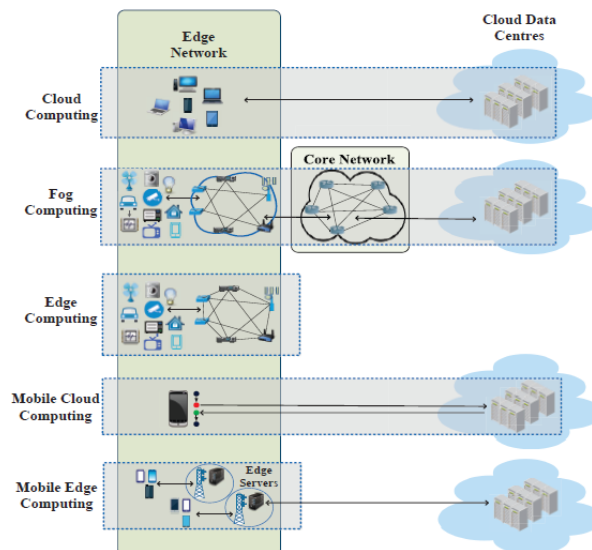 Edge
Network
Cloud Data
Centres
Cloud
Computing
Core Network
Fog
Computing
Edge
Computing
Mobile Cloud
Computing
Mobile Edge
Computing
Edge
Servers